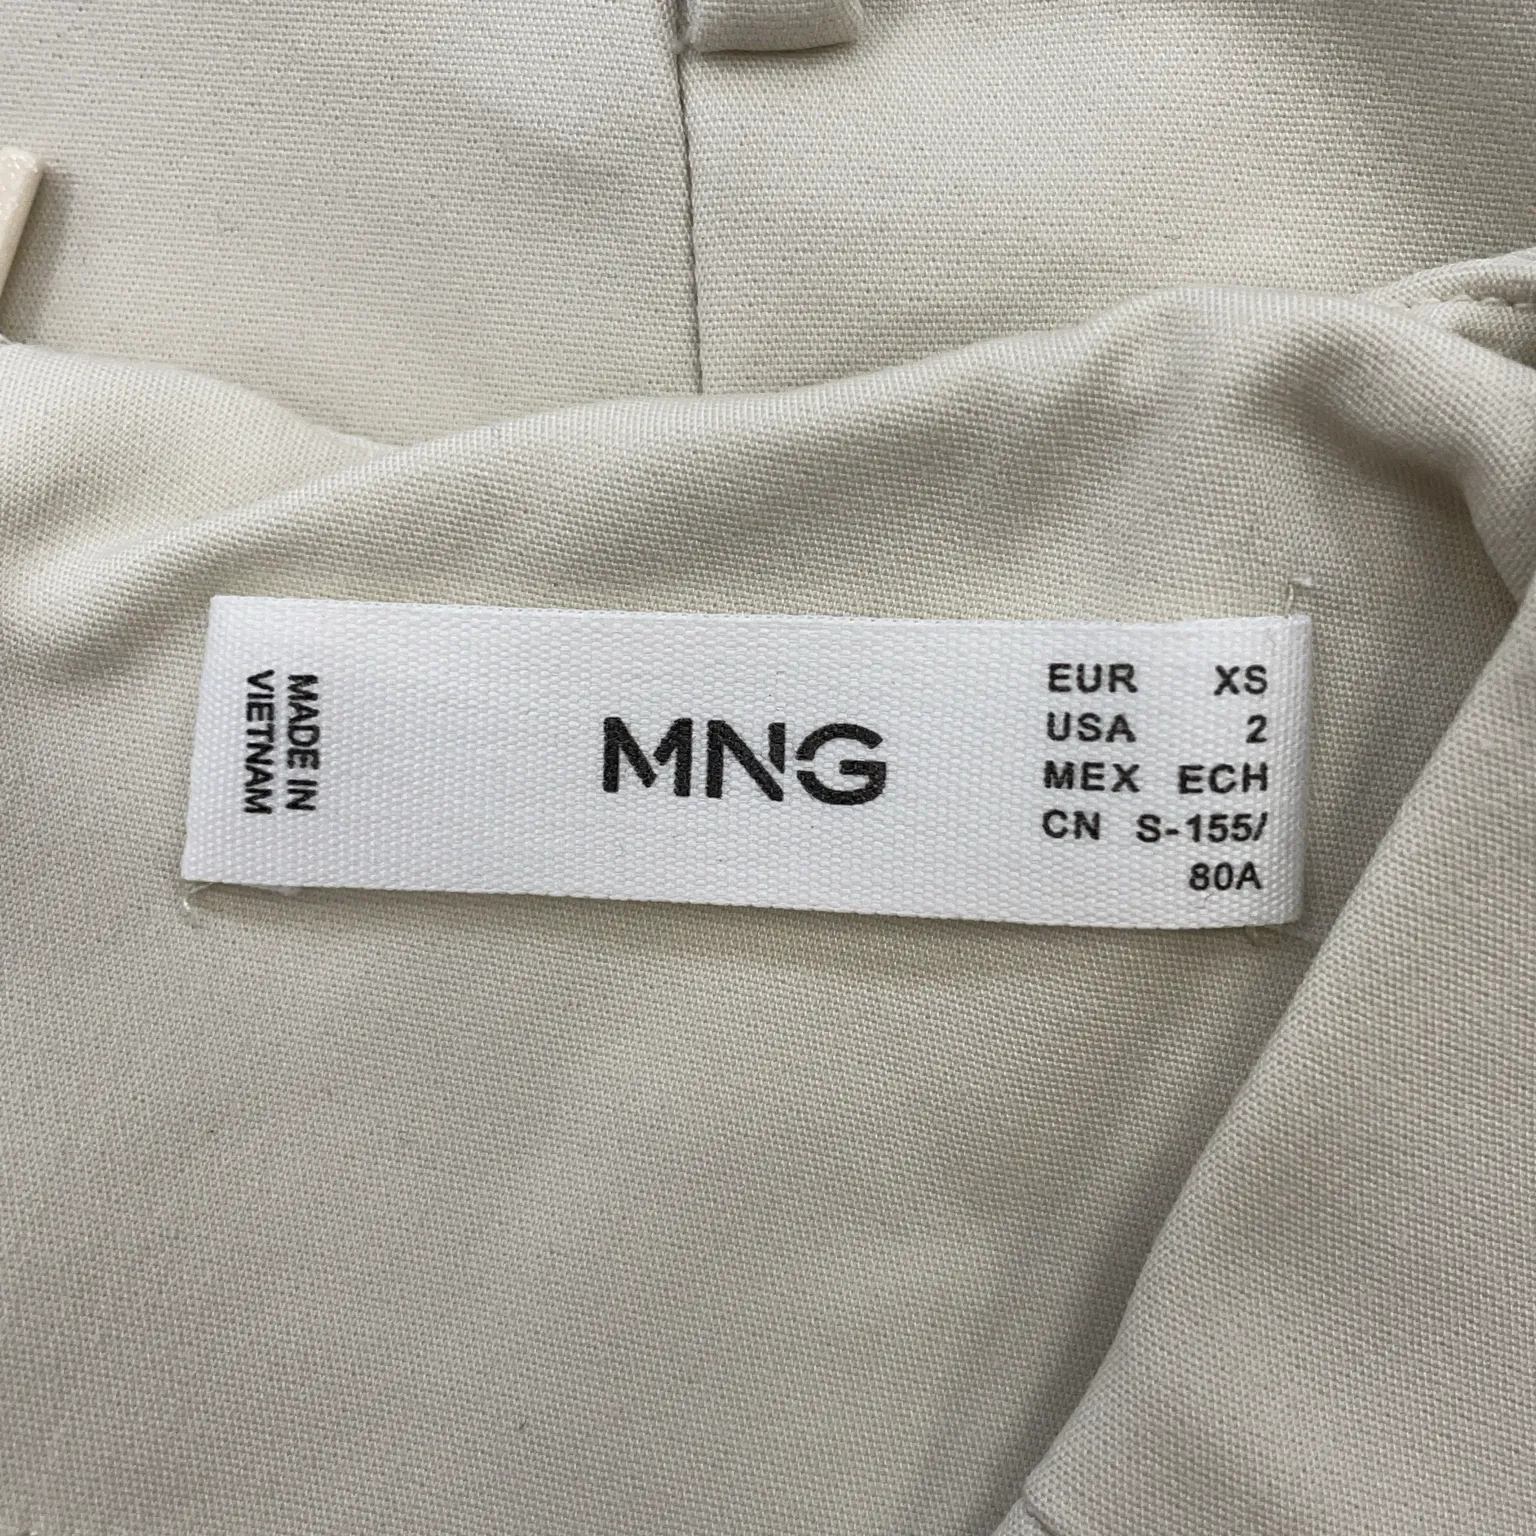 MADE IN
VIETNAM
MNG
EUR XS
USA 2
MEX ECH
CN S-155/
80A